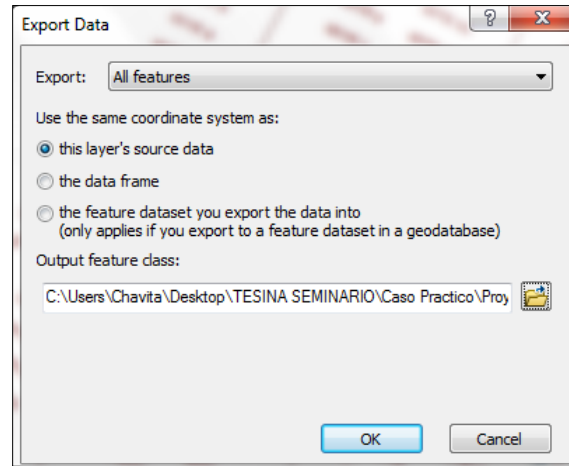 Export Data
Export: All features
Use the same coordinate system as:
this layer's source data
the data frame
the feature dataset you export the data into
(only applies if you export to a feature dataset in a geodatabase)
Output feature class:
C:\Users\Chavita\Desktop\TESINA SEMINARIO\Caso Practico\Proy
OK Cancel